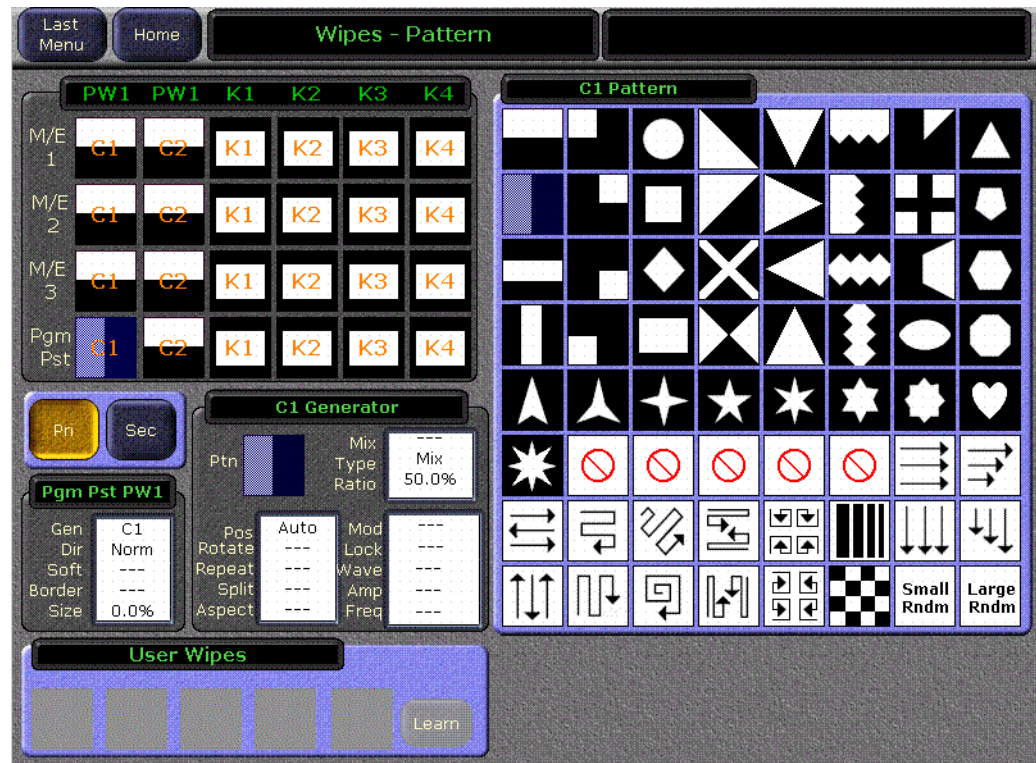 Last
Menu
Home
Wipes - Pattern
PW1 PW1 K1 K2 K3 K4
M/E
1
C1 C2 K1 K2 K3 K4
M/E
2
C1 C2 K1 K2 K3 K4
M/E
3
C1 C2 K1 K2 K3 K4
Pgm
Pst
C1 C2 K1 K2 K3 K4
Pri
Sec
C1 Generator
Ptn
Mix
Type
Ratio
---
Mix
50.0%
Pgm Pst PW1
Gen C1
Dir Norm
Soft ---
Border ---
Size 0.0%
Pos Auto
Rotate ---
Repeat ---
Split ---
Aspect ---
Mod ---
Lock ---
Wave ---
Amp ---
Freq ---
User Wipes
Learn
C1 Pattern
Small
Rndm
Large
Rndm